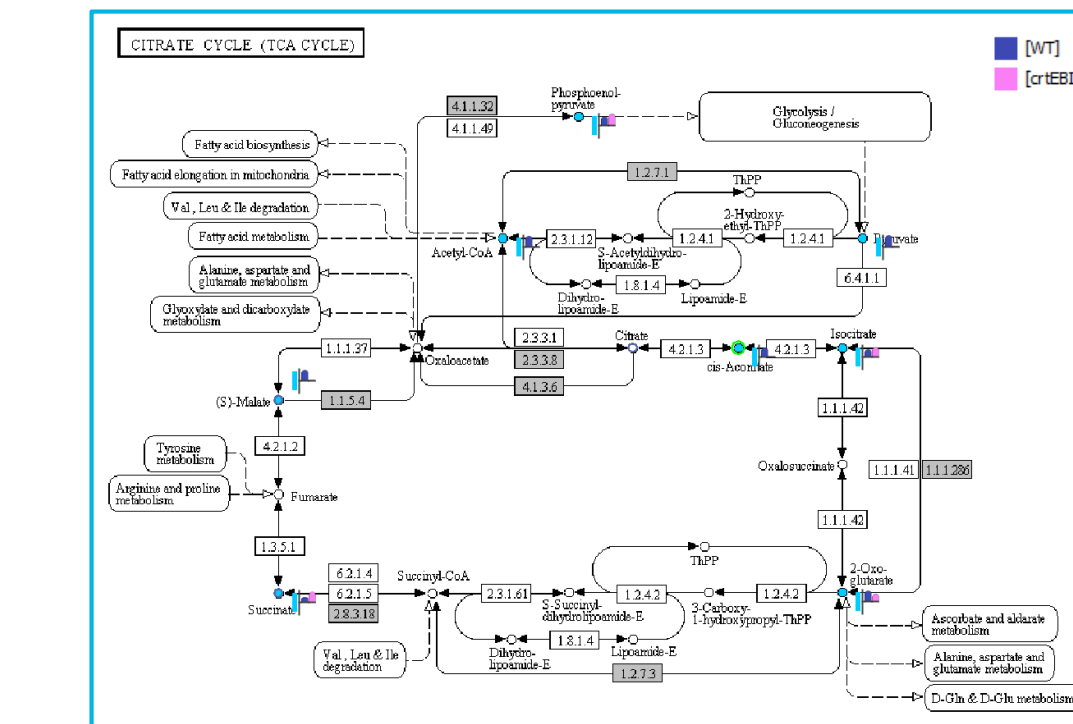 CITRATE CYCLE (TCA CYCLE)
[WT]
[crtEBI
Phosphoenol-
pyruvate
4.1.1.32
4.1.1.49
Glycolysis /
Gluconeogenesis
Fatty acid biosynthesis
Fatty acid elongation in mitochondria
Val, Leu & Ile degradation
Fatty acid metabolism
1.2.7.1
ThPP
2-Hydroxy-
ethyl-ThPP
Acetyl-CoA
2.3.1.12
S-Acetyldihydro-
lipoamide-E
1.2.4.1
1.2.4.1
Pyruvate
Alanine, aspartate and
glutamate metabolism
Glyoxylate and dicarboxylate
metabolism
1.8.1.4
Dihydro-
lipoamide-E
Lipoamide-E
6.4.1.1
1.1.1.37
Oxaloacetate
2.3.3.1
2.3.3.8
4.1.3.6
Citrate
4.2.1.3
cis-Aconitate
4.2.1.3
Isocitrate
(S)-Malate
1.1.5.4
1.1.1.42
4.2.1.2
Tyrosine
metabolism
Arginine and proline
metabolism
Fumarate
Oxalosuccinate
1.1.1.41
1.1.1.286
1.1.1.42
1.3.5.1
ThPP
6.2.1.4
6.2.1.5
2.8.3.18
Succinate
Succinyl-CoA
2.3.1.61
S-Succinyl-
dihydrolipoamide-E
1.2.4.2
3-Carboxy-
1-hydroxypropyl-ThPP
1.2.4.2
2-Oxo-
glutarate
Val, Leu & Ile
degradation
Dihydro-
lipoamide-E
1.8.1.4
Lipoamide-E
1.2.7.3
Ascorbate and aldarate
metabolism
Alanine, aspartate and
glutamate metabolism
D-Gln & D-Glu metabolism